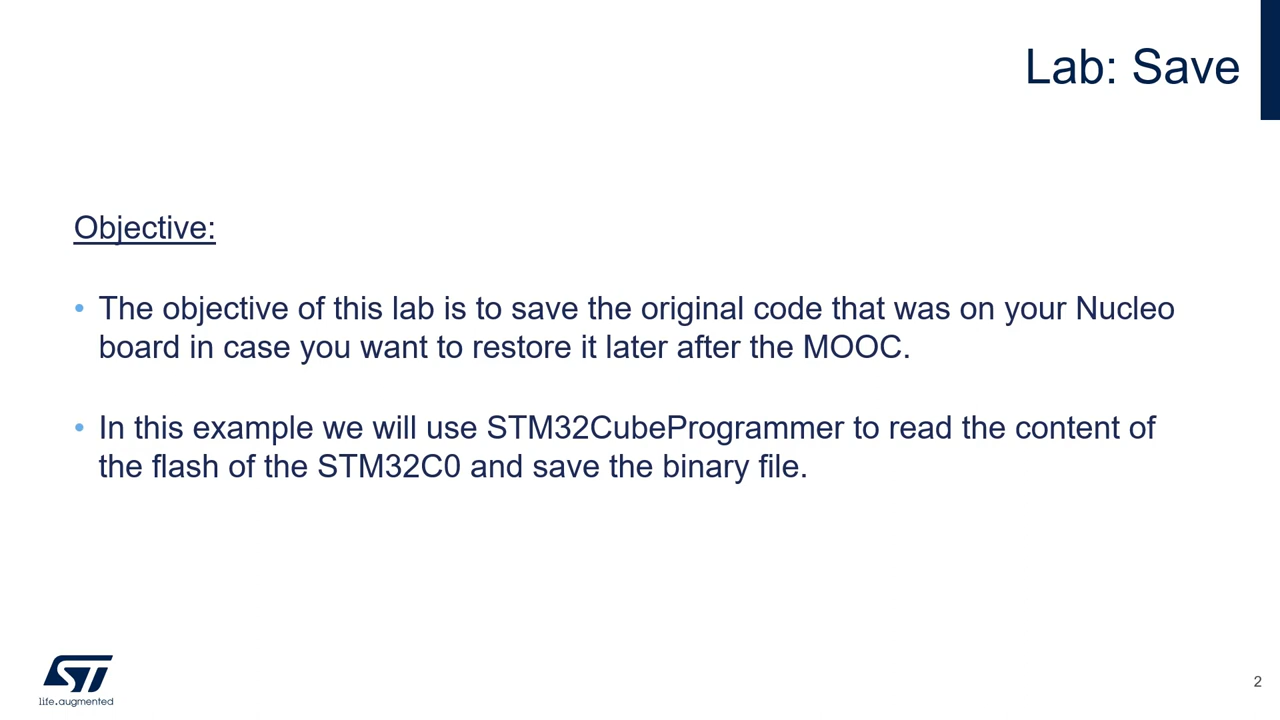 Lab: Save
Objective:
• The objective of this lab is to save the original code that was on your Nucleo
board in case you want to restore it later after the MOOC.
• In this example we will use STM32CubeProgrammer to read the content of
the flash of the STM32C0 and save the binary file.
ST
life.augmented
2